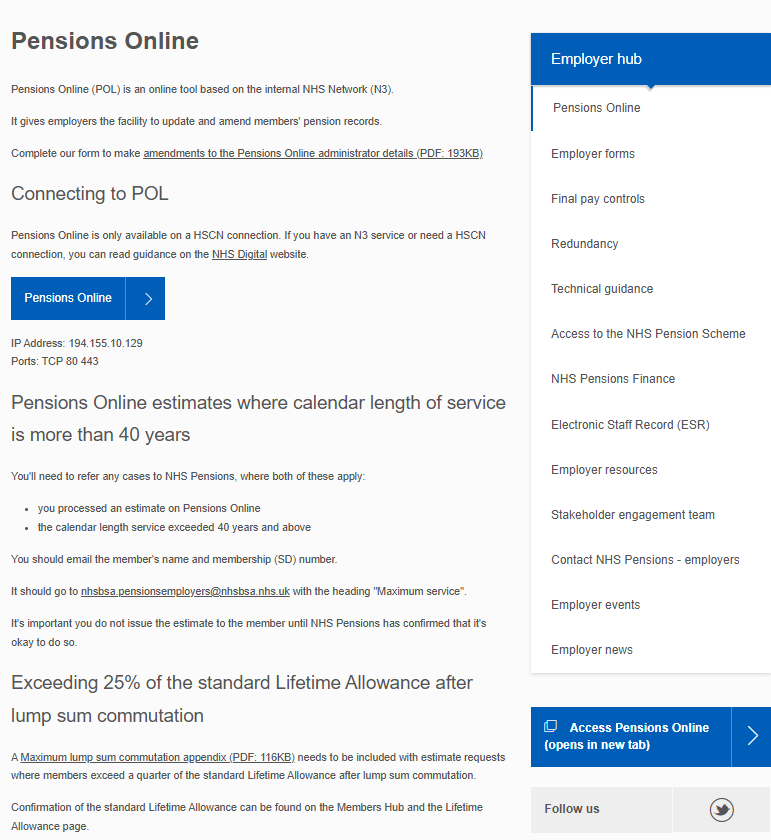 Pensions Online
Pensions Online (POL) is an online tool based on the internal NHS Network (N3).
It gives employers the facility to update and amend members' pension records.
Complete our form to make amendments to the Pensions Online administrator details (PDF: 193KB)
Connecting to POL
Pensions Online is only available on a HSCN connection. If you have an N3 service or need a HSCN
connection, you can read guidance on the NHS Digital website.
Pensions Online
IP Address: 194.155.10.129
Ports: TCP 80 443
Pensions Online estimates where calendar length of service
is more than 40 years
You'll need to refer any cases to NHS Pensions, where both of these apply:
• you processed an estimate on Pensions Online
• the calendar length service exceeded 40 years and above
You should email the member's name and membership (SD) number.
It should go to nhsbsa.pensionsemployers@nhsbsa.nhs.uk with the heading "Maximum service".
It's important you do not issue the estimate to the member until NHS Pensions has confirmed that it's
okay to do so.
Exceeding 25% of the standard Lifetime Allowance after
lump sum commutation
A Maximum lump sum commutation appendix (PDF: 116KB) needs to be included with estimate requests
where members exceed a quarter of the standard Lifetime Allowance after lump sum commutation.
Confirmation of the standard Lifetime Allowance can be found on the Members Hub and the Lifetime
Allowance page.
Employer hub
Pensions Online
Employer forms
Final pay controls
Redundancy
Technical guidance
Access to the NHS Pension Scheme
NHS Pensions Finance
Electronic Staff Record (ESR)
Employer resources
Stakeholder engagement team
Contact NHS Pensions - employers
Employer events
Employer news
Access Pensions Online
(opens in new tab)
Follow us